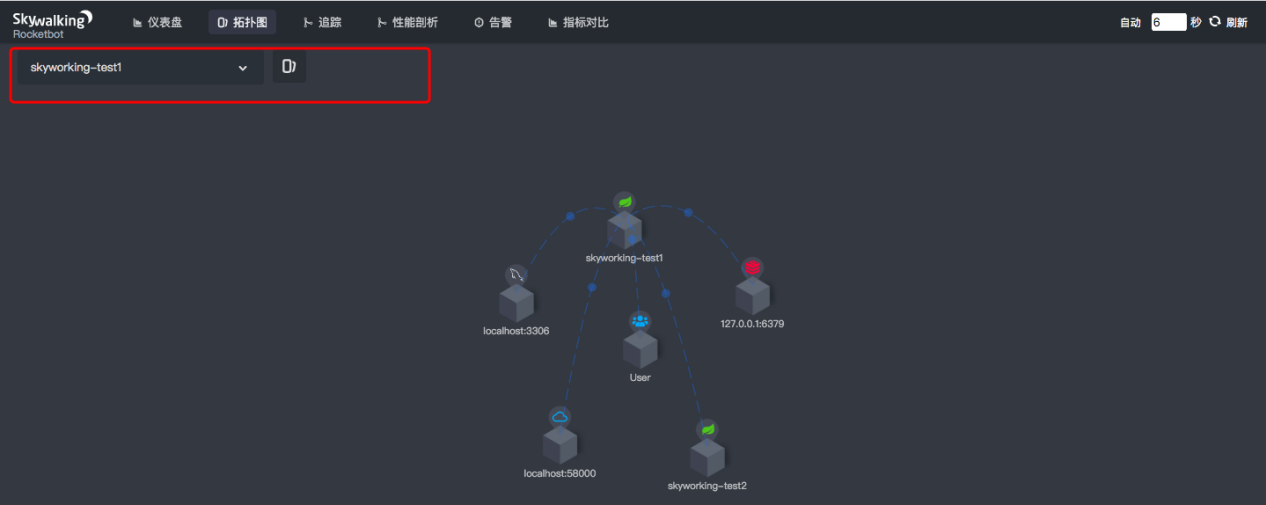 Skywalking
Rocketbot
仪表盘 拓扑图 追踪 性能剖析 告警 指标对比 自动 6 秒 刷新
skyworking-test1
skyworking-test1
localhost:3306
127.0.0.1:6379
User
localhost:58000
skyworking-test2